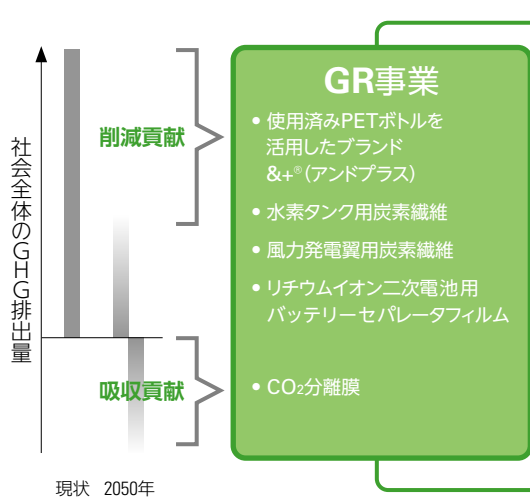 社会全体のGHG排出量
削減貢献
吸収貢献
現状 2050年
GR事業
• 使用済みPETボトルを
活用したブランド
&+®(アンドプラス)
• 水素タンク用炭素繊維
• 風力発電翼用炭素繊維
• リチウムイオン二次電池用
バッテリーセパレータフィルム
• CO₂分離膜